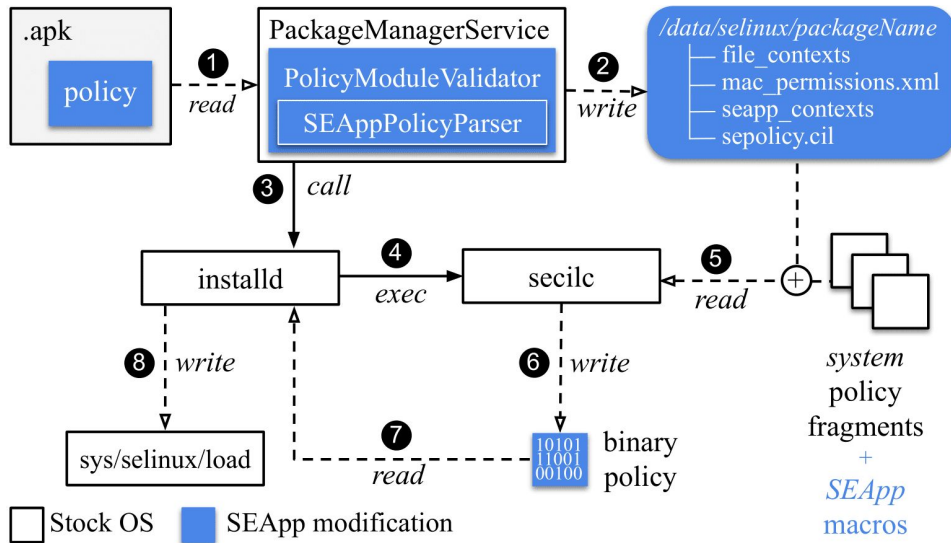 .apk
policy
1
read
PackageManagerService
PolicyModuleValidator
SEAppPolicyParser
2
write
/data/selinux/packageName
file_contexts
mac_permissions.xml
seapp_contexts
sepolicy.cil
3
call
installd
4
exec
secilc
5
read
+
system
policy
fragments
+
SEApp
macros
6
write
10101
11001
00100
binary
policy
7
read
8
write
sys/selinux/load
Stock OS
SEApp modification